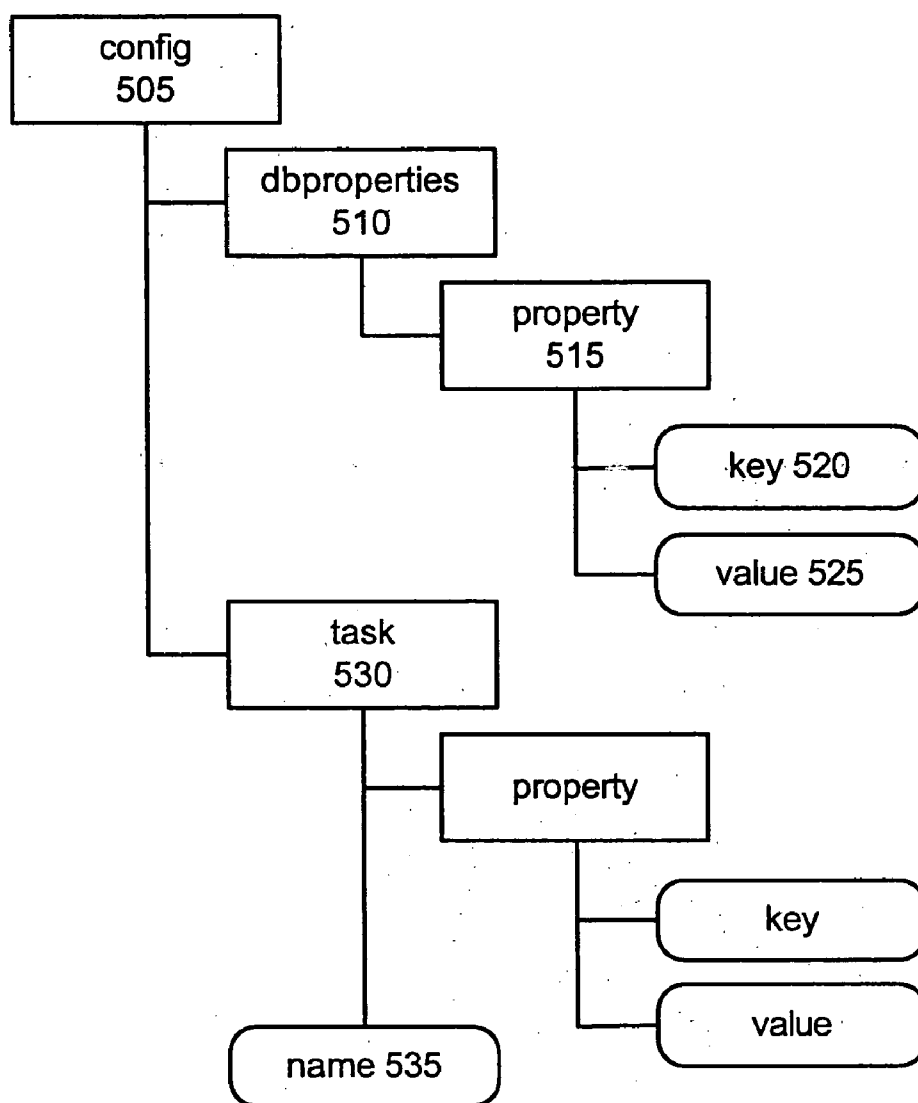 config
505
dbproperties
510
property
515
key 520
value 525
task
530
property
key
value
name 535